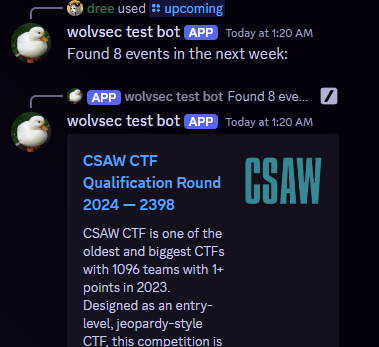 dree used upcoming
wolvsec test bot APP Today at 1:20 AM
Found 8 events in the next week:
APP wolvsec test bot Found 8 eve...
wolvsec test bot APP Today at 1:20 AM
CSAW CTF
Qualification Round
2024 — 2398
CSAW
CSAW CTF is one of the
oldest and biggest CTFs
with 1096 teams with 1+
points in 2023.
Designed as an entry-
level, jeopardy-style
CTF, this competition is